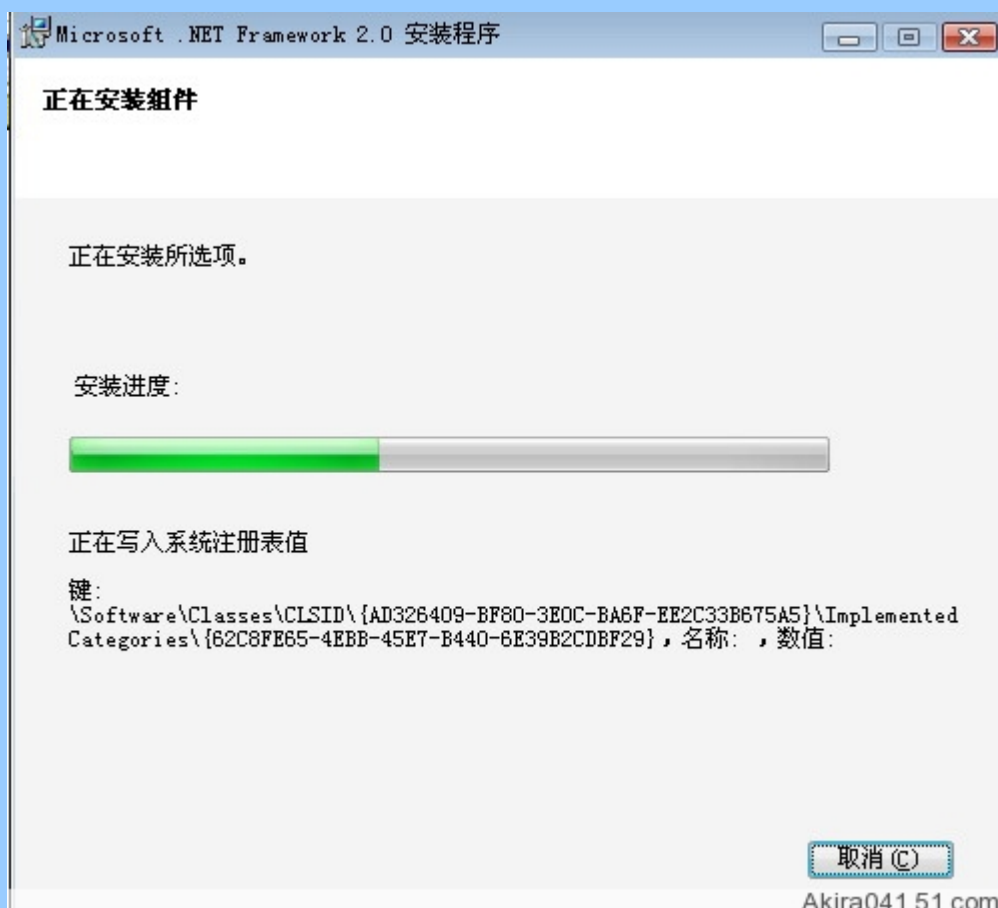 Microsoft .NET Framework 2.0 安装程序
正在安装组件
正在安装所选项。
安装进度:
正在写入系统注册表值
键:
\Software\Classes\CLSID\{AD326409-BF80-3E0C-BA6F-EE2C33B675A5}\Implemented
Categories\{62C8FE65-4EBB-45E7-B440-6E39B2CDBF29}，名称: ，数值:
取消(C)
Akira041.51.com